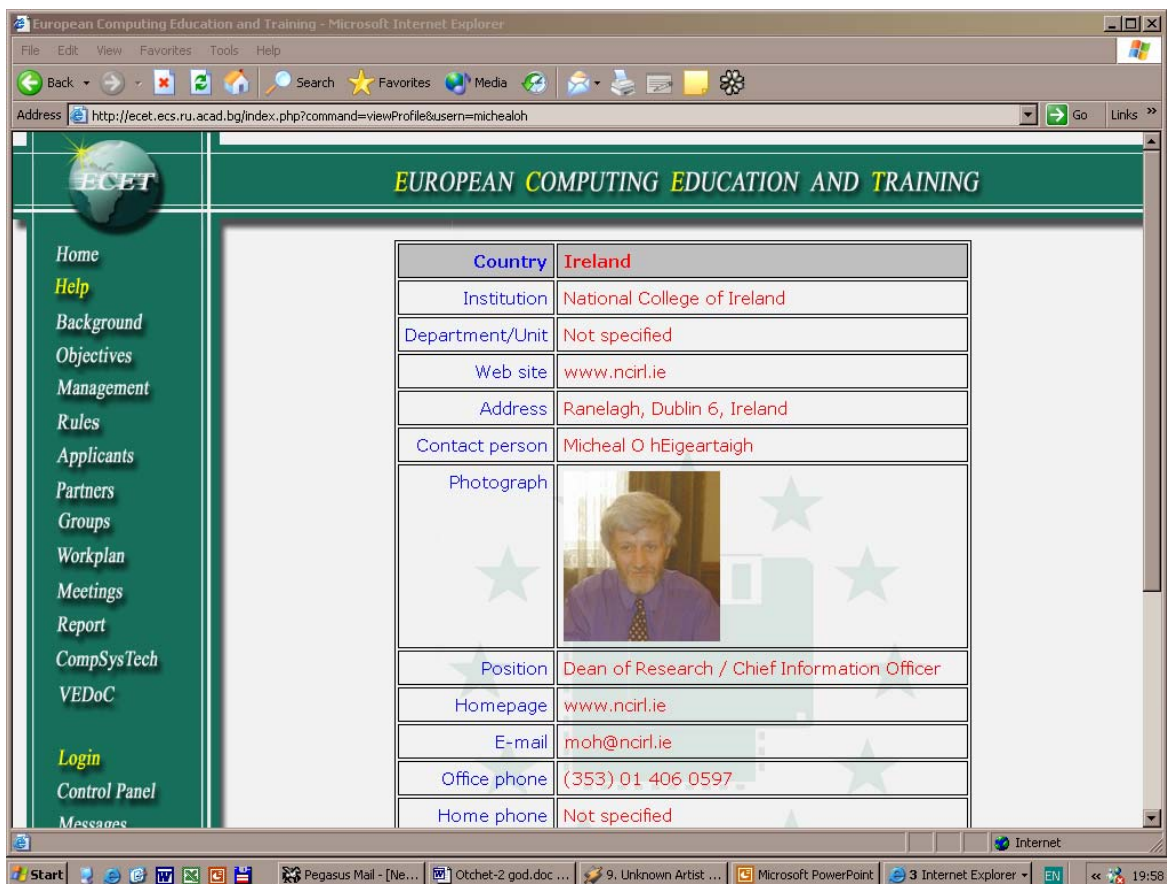 European Computing Education and Training - Microsoft Internet Explorer
File Edit View Favorites Tools Help
Back Search Favorites Media
Address http://ecet.ecs.ru.acad.bg/index.php?command=viewProfile&usern=michealoh Go Links »
ECET
EUROPEAN COMPUTING EDUCATION AND TRAINING
Home
Help
Background
Objectives
Management
Rules
Applicants
Partners
Groups
Workplan
Meetings
Report
CompSysTech
VEDoC
Login
Control Panel
Messages
Country Ireland
Institution National College of Ireland
Department/Unit Not specified
Web site www.ncirl.ie
Address Ranelagh, Dublin 6, Ireland
Contact person Micheal O hEigeartaigh
Photograph
Position Dean of Research / Chief Information Officer
Homepage www.ncirl.ie
E-mail moh@ncirl.ie
Office phone (353) 01 406 0597
Home phone Not specified
Internet
Start Pegasus Mail - [Ne... Otchet-2 god.doc ... 9. Unknown Artist ... Microsoft PowerPoint 3 Internet Explorer EN « 19:58